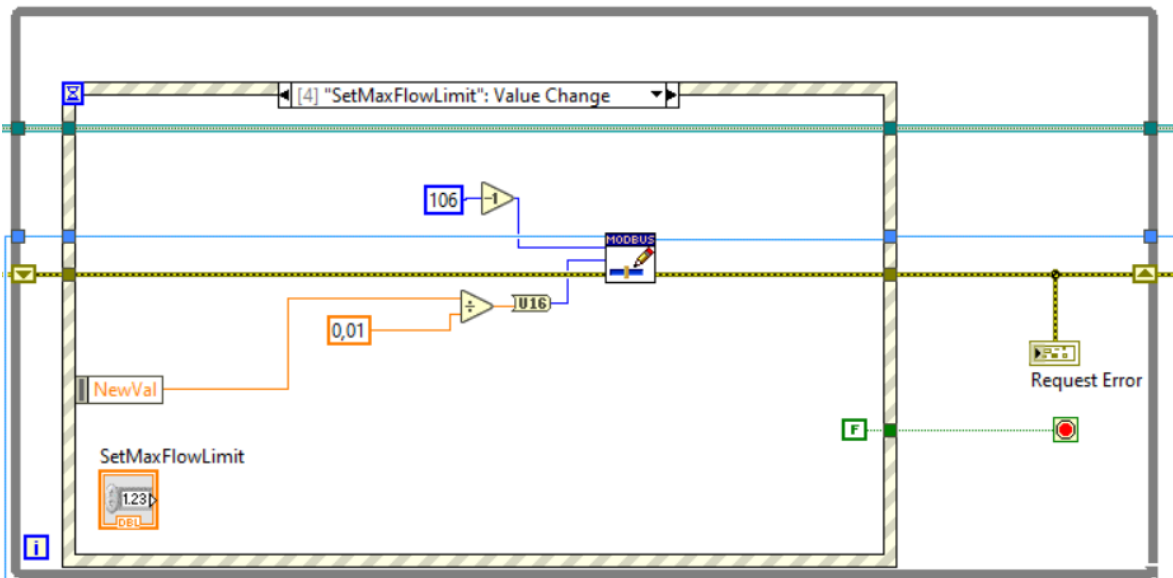 [4] "SetMaxFlowLimit": Value Change
106
-1
MODBUS
U16
0,01
Request Error
NewVal
F
SetMaxFlowLimit
1.23
DBL
i